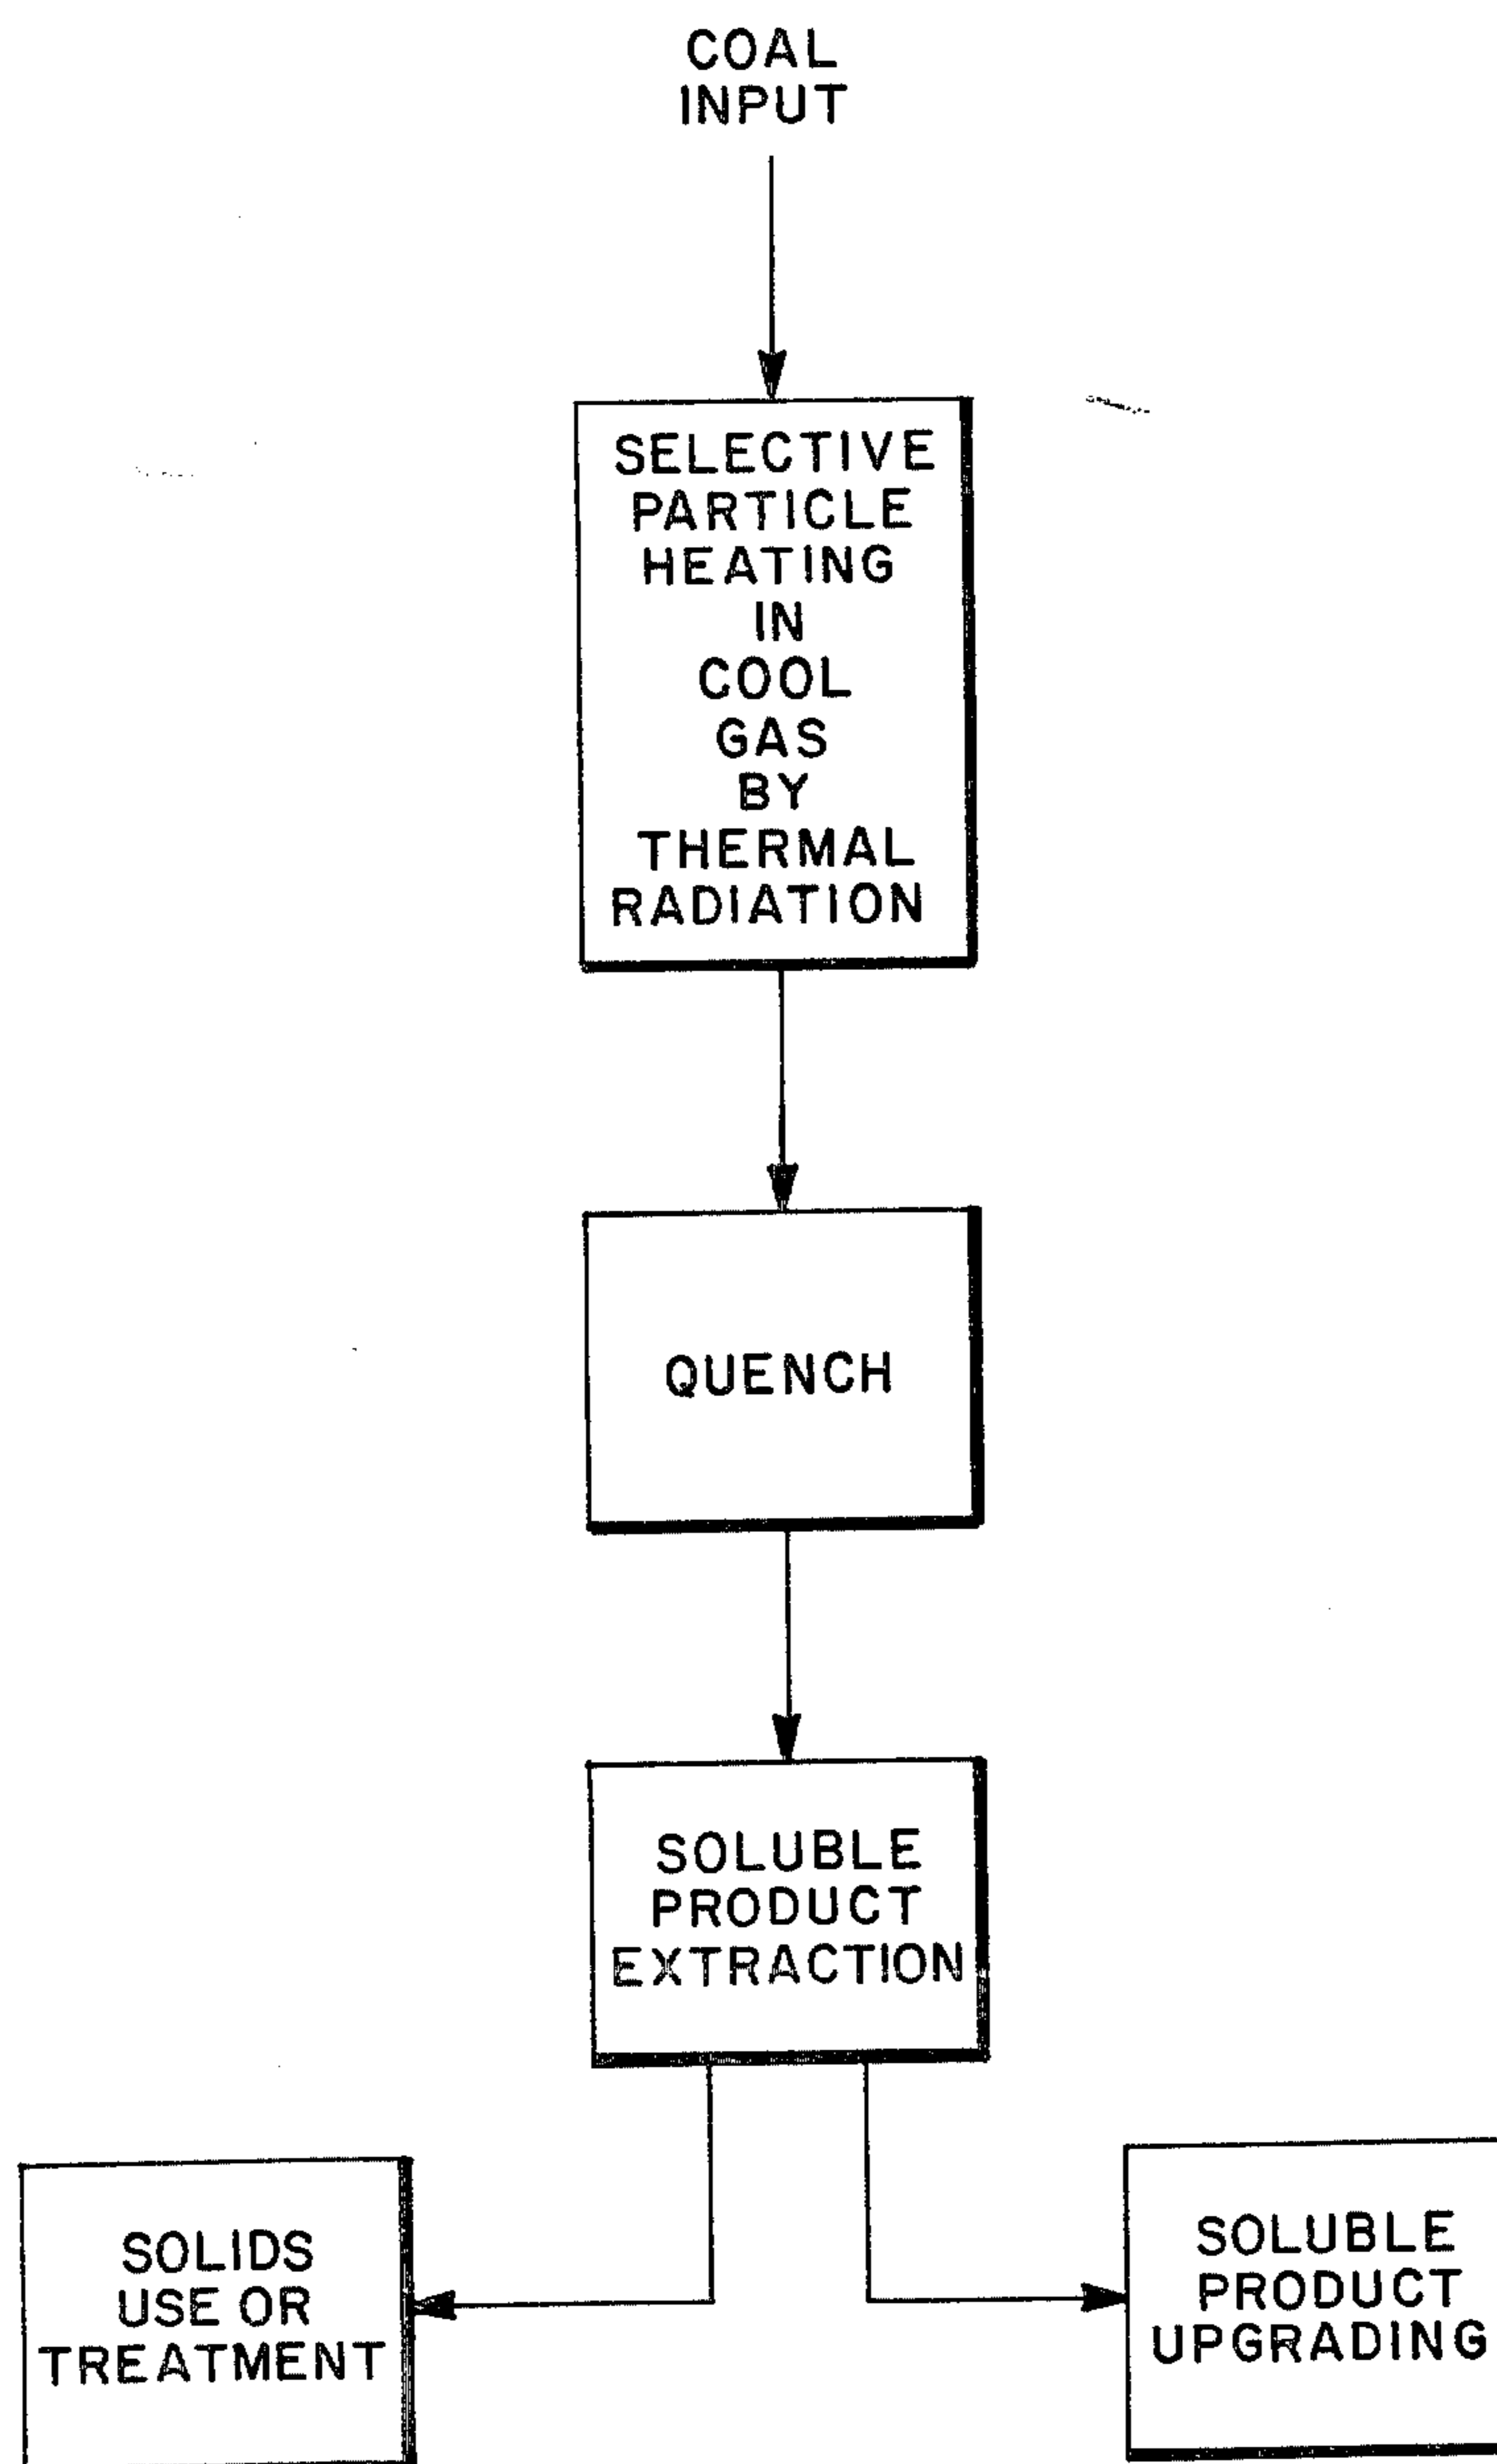 COAL
INPUT
SELECTIVE
PARTICLE
HEATING
IN
COOL
GAS
BY
THERMAL
RADIATION
QUENCH
SOLUBLE
PRODUCT
EXTRACTION
SOLIDS
USE OR
TREATMENT
SOLUBLE
PRODUCT
UPGRADING